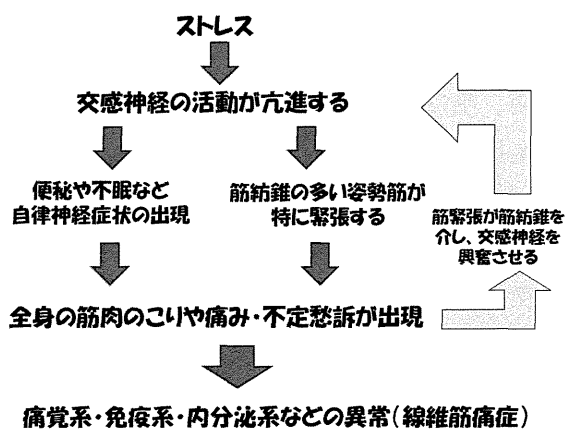 ストレス
交感神経の活動が亢進する
便秘や不眠など
自律神経症状の出現
筋紡錘の多い姿勢筋が
特に緊張する
筋緊張が筋紡錘を
介し、交感神経を
興奮させる
全身の筋肉のこりや痛み・不定愁訴が出現
痛覚系・免疫系・内分泌系などの異常(線維筋痛症)